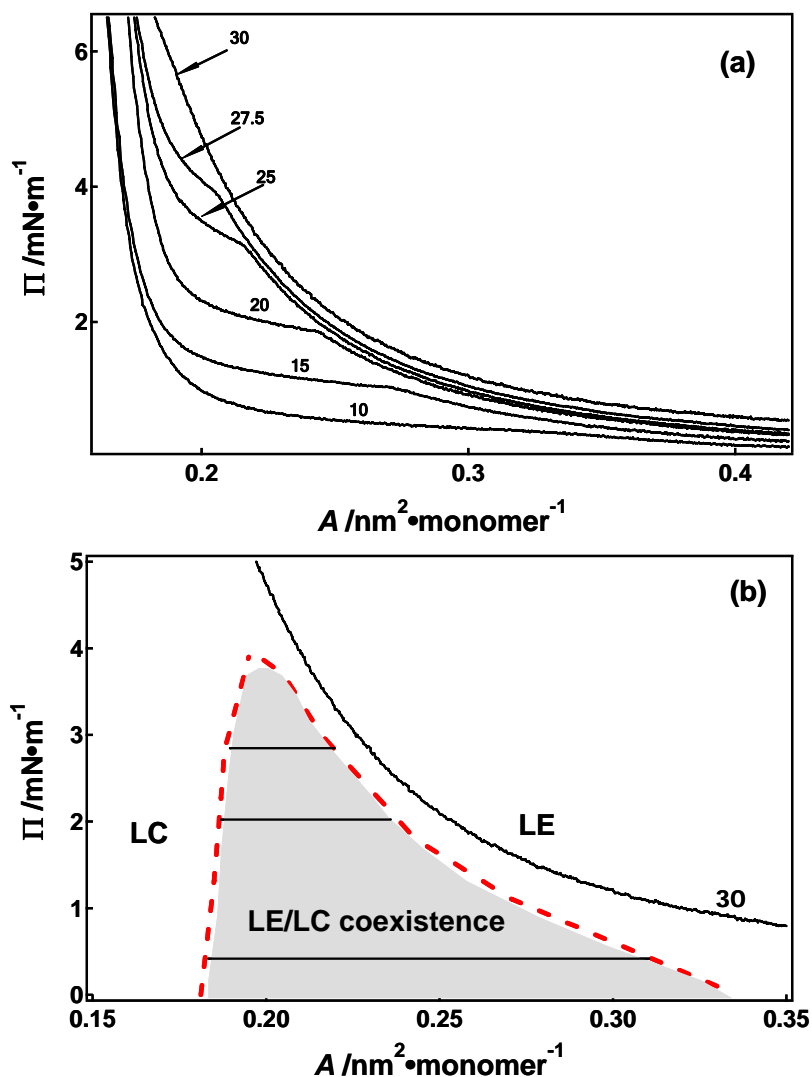 (a)
30
27.5
25
20
15
10
6
4
2
Π /mN•m⁻¹
0.2 0.3 0.4
A /nm²•monomer⁻¹
(b)
5
4
3
2
1
0
Π /mN•m⁻¹
LC
LE
LE/LC coexistence
30
0.15 0.20 0.25 0.30 0.35
A /nm²•monomer⁻¹